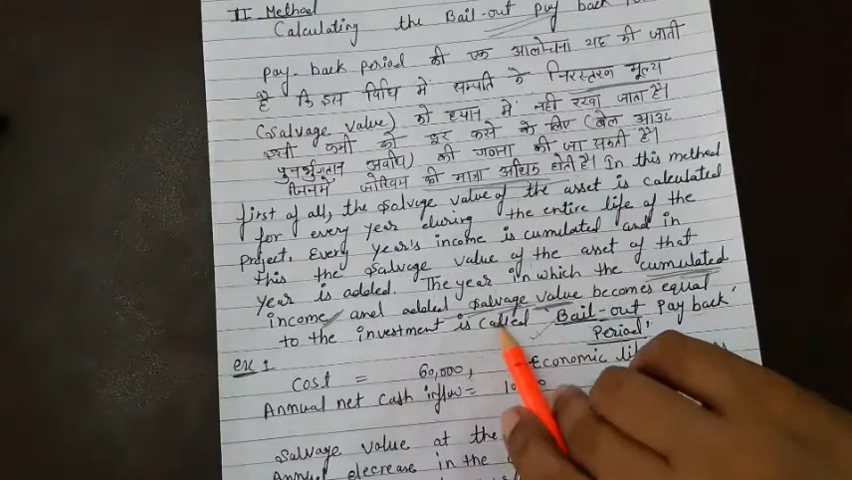 II Method
Calculating the Bail-out Pay back
Pay-back period की एक आलोचना यह की जाती
है कि इस विधि में सम्पति के निरस्तरण मूल्य
(Salvage Value) को ध्यान में नहीं रखा जाता है।
इसी कमी को दूर करने के लिए (बेल आउट
पुनर्भुगतान अवधि) की गणना की जा सकती है।
जिनमें जोखिम की मात्रा अधिक होती है। In this method
first of all, the Salvage value of the asset is calculated
for every year during the entire life of the
project. Every year's income is cumulated and in
this the Salvage value of the asset of that
year is added. The year in which the cumulated
income and added Salvage value becomes equal
to the investment is called 'Bail-out Pay back
Period'
ex 1
Cost = 60,000, Economic
Annual net cash inflow =
Salvage value at the
Annual decrease in the